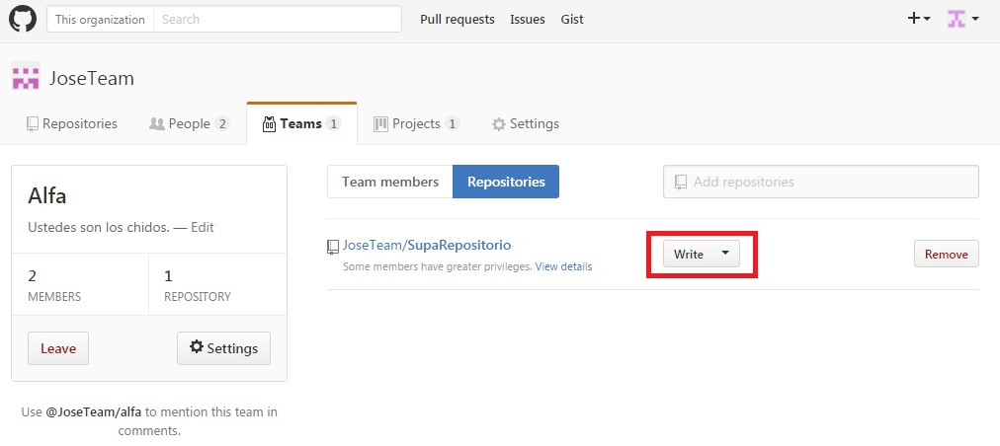 This organization Search Pull requests Issues Gist
JoseTeam
Repositories People 2 Teams 1 Projects 1 Settings
Team members Repositories Add repositories
Alfa
Ustedes son los chidos. — Edit
JoseTeam/SupaRepositorio Write Remove
Some members have greater privileges. View details
2 1
MEMBERS REPOSITORY
Leave Settings
Use @JoseTeam/alfa to mention this team in
comments.